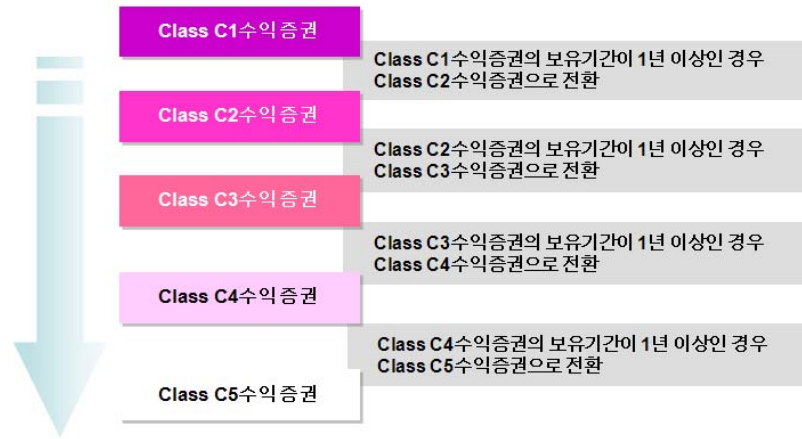 Class C1수익증권
Class C1수익증권의 보유기간이 1년 이상인 경우
Class C2수익증권으로 전환
Class C2수익증권
Class C2수익증권의 보유기간이 1년 이상인 경우
Class C3수익증권으로 전환
Class C3수익증권
Class C3수익증권의 보유기간이 1년 이상인 경우
Class C4수익증권으로 전환
Class C4수익증권
Class C4수익증권의 보유기간이 1년 이상인 경우
Class C5수익증권으로 전환
Class C5수익증권